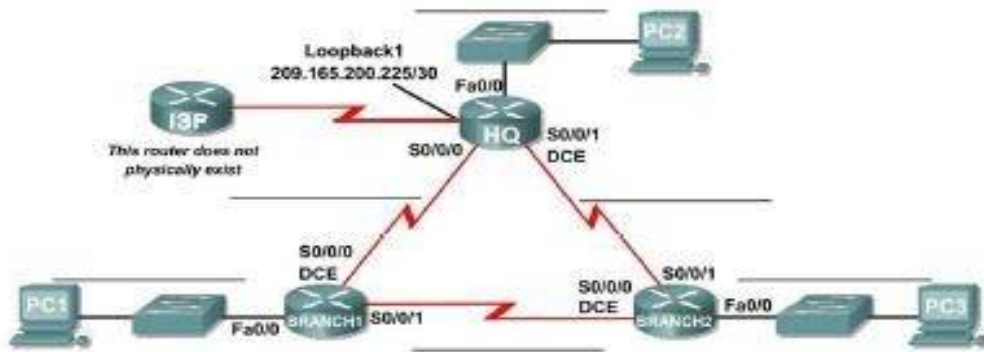 Loopback1
209.165.200.225/30
PC2
Fa0/0
ISP
HQ
This router does not
physically exist
S0/0/0
S0/0/1
DCE
S0/0/0
DCE
S0/0/0
DCE
S0/0/1
PC1
Fa0/0
BRANCH1
S0/0/1
BRANCH2
Fa0/0
PC3